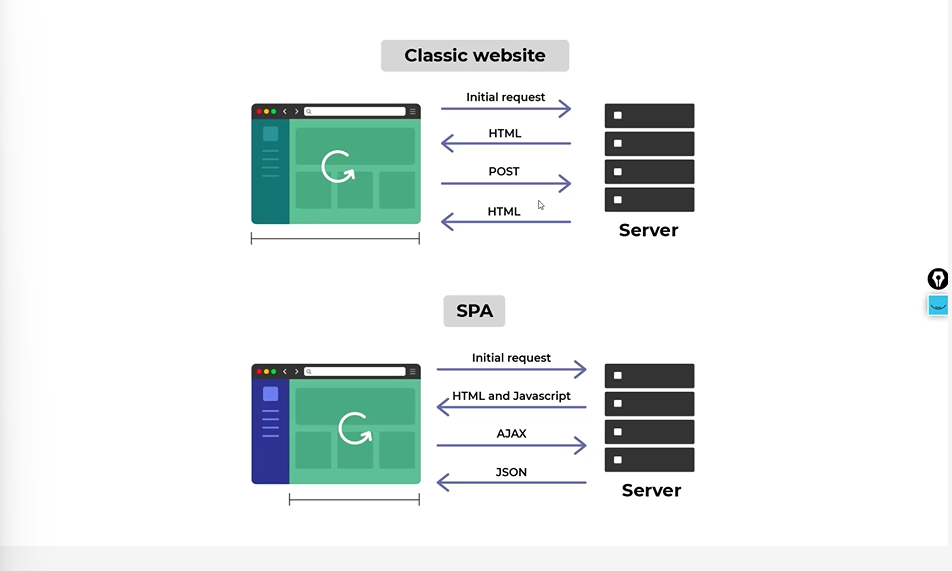 Classic website
Initial request
HTML
POST
HTML
Server
SPA
Initial request
HTML and Javascript
AJAX
JSON
Server